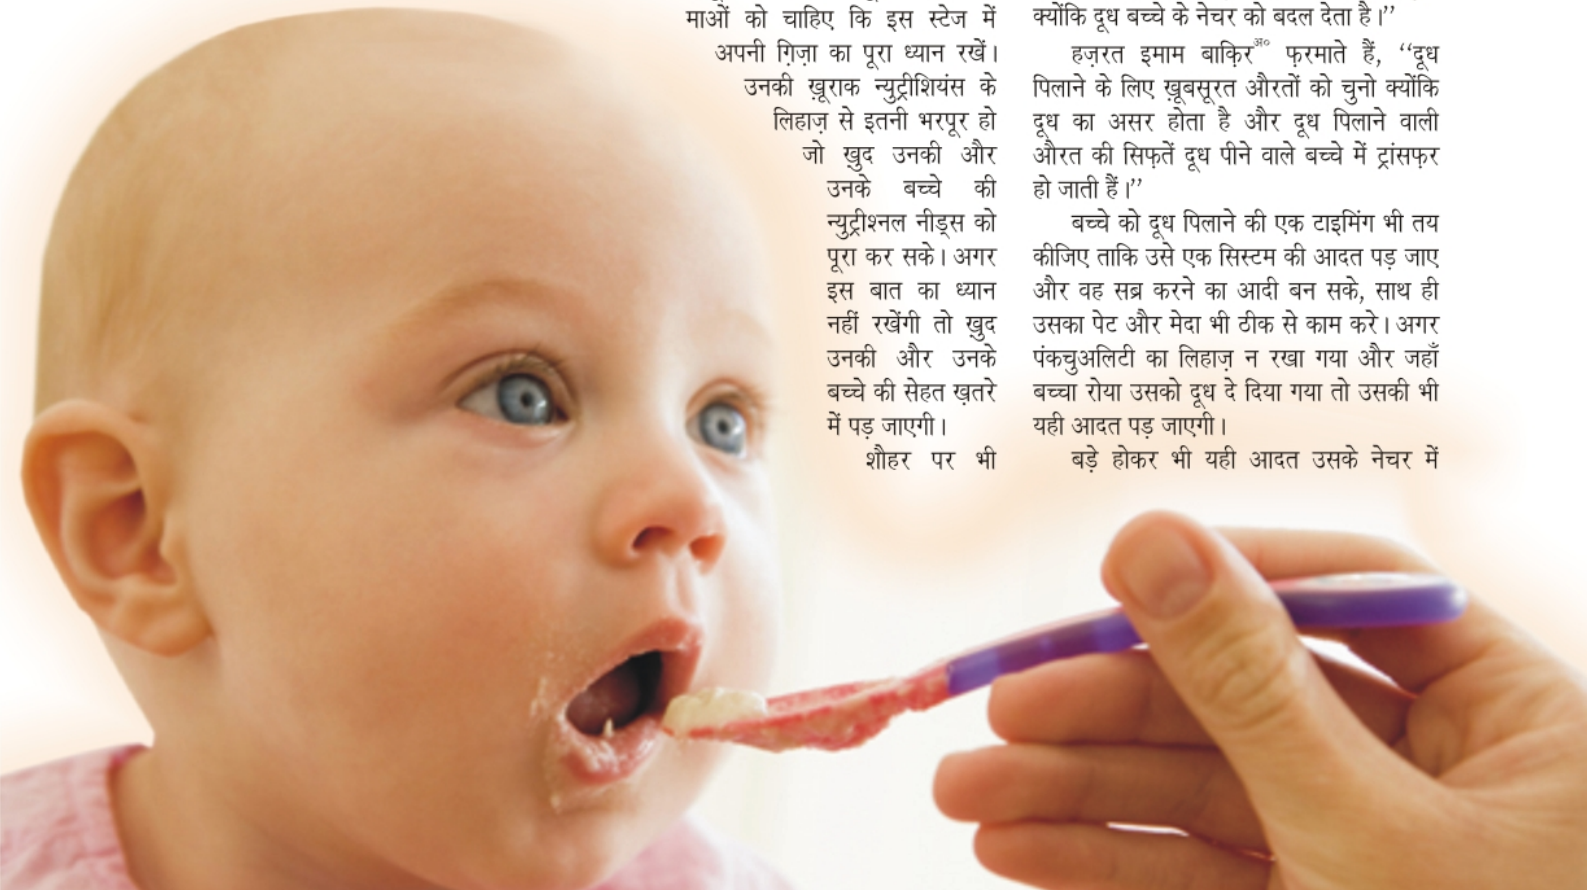 माओं को चाहिए कि इस स्टेज में
अपनी ग़िज़ा का पूरा ध्यान रखें।
उनकी ख़ूराक न्युट्रीशियंस के
लिहाज़ से इतनी भरपूर हो
जो ख़ुद उनकी और
उनके बच्चे की
न्युट्रीश्नल नीड्स को
पूरा कर सके। अगर
इस बात का ध्यान
नहीं रखेंगी तो ख़ुद
उनकी और उनके
बच्चे की सेहत ख़तरे
में पड़ जाएगी।
शौहर पर भी
क्योंकि दूध बच्चे के नेचर को बदल देता है।’’
हज़रत इमाम बाक़िरअ० फ़रमाते हैं, ‘‘दूध
पिलाने के लिए ख़ूबसूरत औरतों को चुनो क्योंकि
दूध का असर होता है और दूध पिलाने वाली
औरत की सिफ़तें दूध पीने वाले बच्चे में ट्रांसफ़र
हो जाती हैं।’’
बच्चे को दूध पिलाने की एक टाइमिंग भी तय
कीजिए ताकि उसे एक सिस्टम की आदत पड़ जाए
और वह सब्र करने का आदी बन सके, साथ ही
उसका पेट और मेदा भी ठीक से काम करे। अगर
पंकचुअलिटी का लिहाज़ न रखा गया और जहाँ
बच्चा रोया उसको दूध दे दिया गया तो उसकी भी
यही आदत पड़ जाएगी।
बड़े होकर भी यही आदत उसके नेचर में